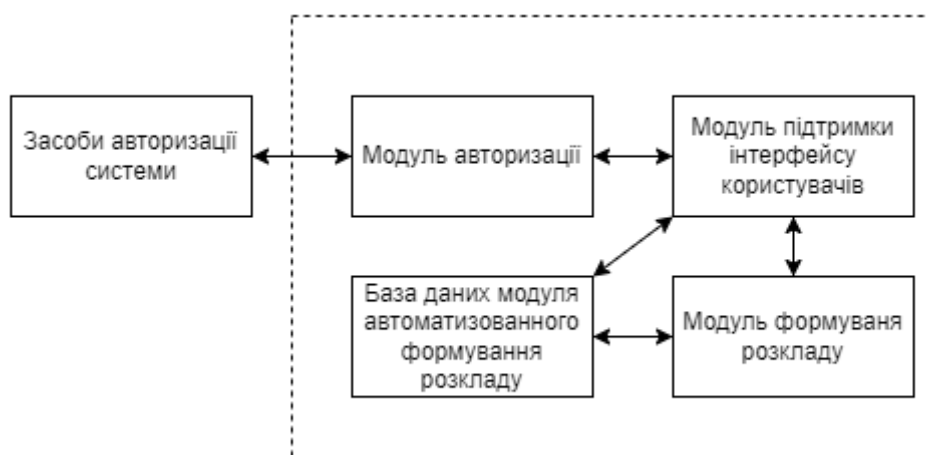 Засоби авторизації
системи
Модуль авторизації
Модуль підтримки
інтерфейсу
користувачів
База даних модуля
автоматизованного
формування
розкладу
Модуль формуваня
розкладу